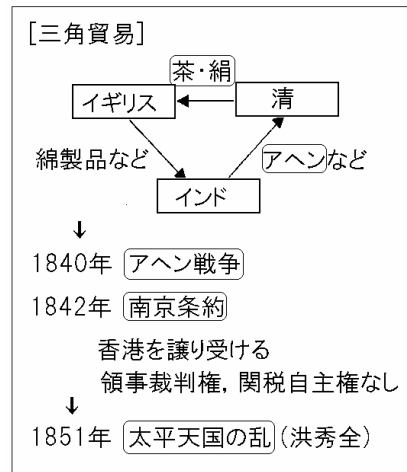 [三角貿易]
茶・絹
イギリス 清
綿製品など アヘンなど
インド
↓
1840年 アヘン戦争
1842年 南京条約
香港を譲り受ける
領事裁判権，関税自主権なし
↓
1851年 太平天国の乱(洪秀全)